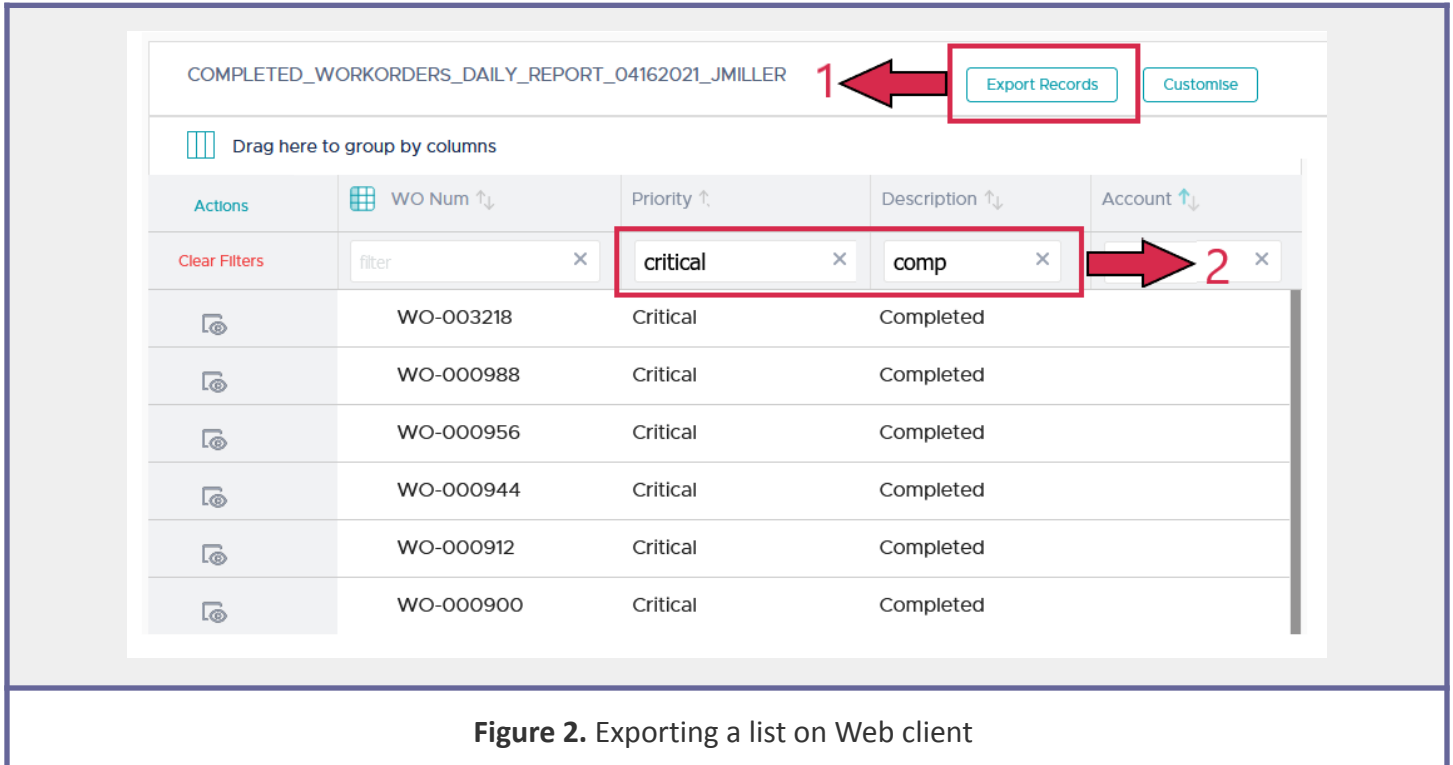 COMPLETED_WORKORDERS_DAILY_REPORT_04162021_JMILLER 1 Export Records Customise
Drag here to group by columns
Actions WO Num Priority Description Account
Clear Filters filter critical comp 2
WO-003218 Critical Completed
WO-000988 Critical Completed
WO-000956 Critical Completed
WO-000944 Critical Completed
WO-000912 Critical Completed
WO-000900 Critical Completed
Figure 2. Exporting a list on Web client